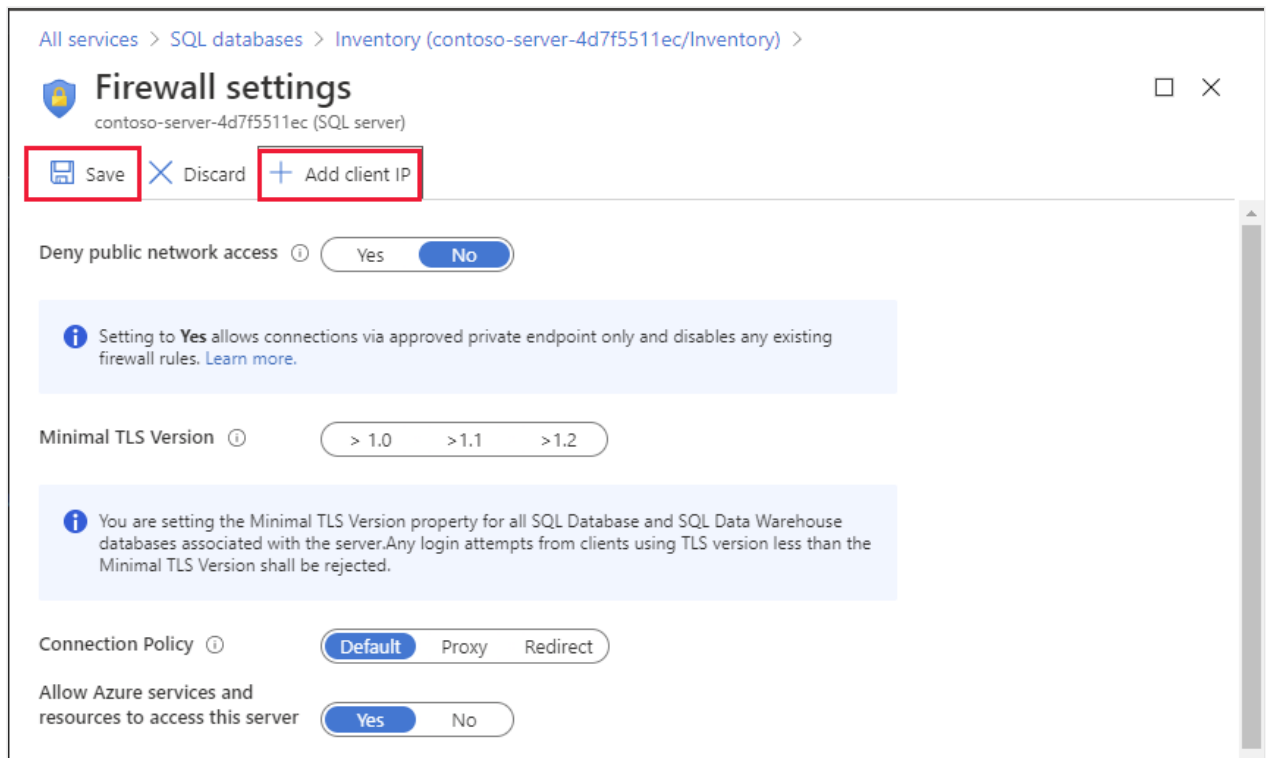 All services > SQL databases > Inventory (contoso-server-4d7f5511ec/Inventory) >
Firewall settings
contoso-server-4d7f5511ec (SQL server)
Save Discard Add client IP
Deny public network access Yes No
Setting to Yes allows connections via approved private endpoint only and disables any existing
firewall rules. Learn more.
Minimal TLS Version > 1.0 >1.1 >1.2
You are setting the Minimal TLS Version property for all SQL Database and SQL Data Warehouse
databases associated with the server.Any login attempts from clients using TLS version less than the
Minimal TLS Version shall be rejected.
Connection Policy Default Proxy Redirect
Allow Azure services and
resources to access this server Yes No